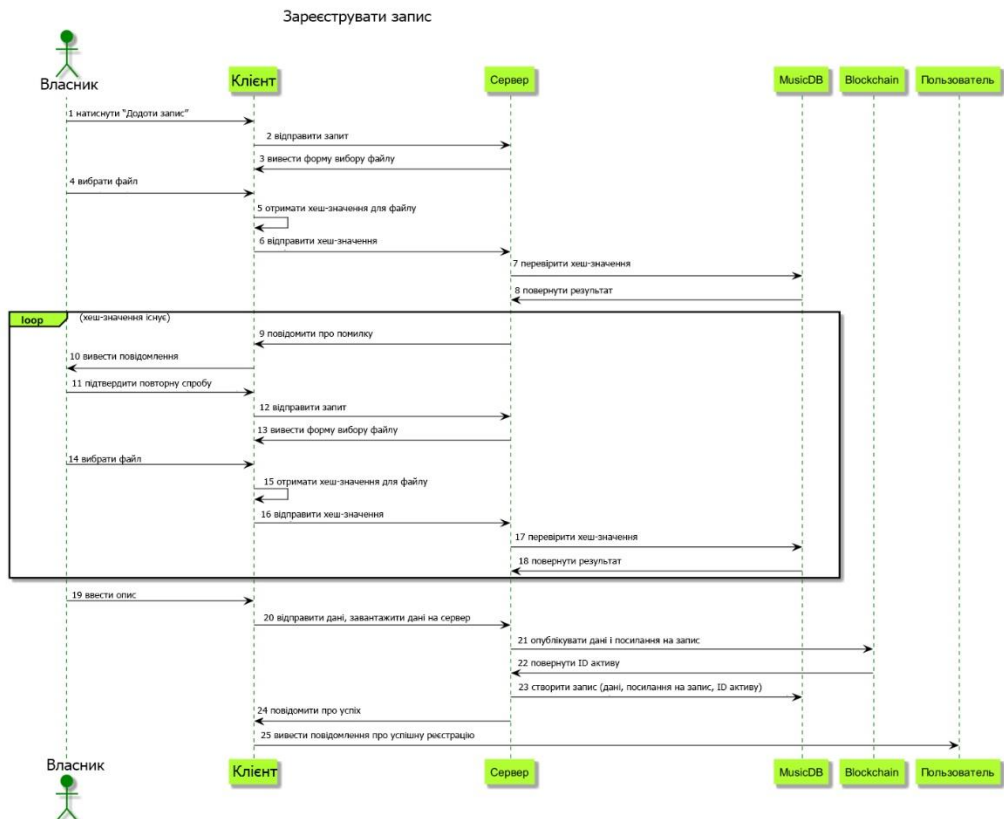 Зареєструвати запис
Власник
Клієнт
Сервер
MusicDB
Blockchain
Пользователь
1 натиснути “Додоти запис”
2 відправити запит
3 вивести форму вибору файлу
4 вибрати файл
5 отримати хеш-значення для файлу
6 відправити хеш-значення
7 перевірити хеш-значення
8 повернути результат
loop
(хеш-значення існує)
9 повідомити про помилку
10 вивести повідомлення
11 підтвердити повторну спробу
12 відправити запит
13 вивести форму вибору файлу
14 вибрати файл
15 отримати хеш-значення для файлу
16 відправити хеш-значення
17 перевірити хеш-значення
18 повернути результат
19 ввести опис
20 відправити дані, завантажити дані на сервер
21 опублікувати дані і посилання на запис
22 повернути ID активу
23 створити запис (дані, посилання на запис, ID активу)
24 повідомити про успіх
25 вивести повідомлення про успішну реєстрацію
Власник
Клієнт
Сервер
MusicDB
Blockchain
Пользователь